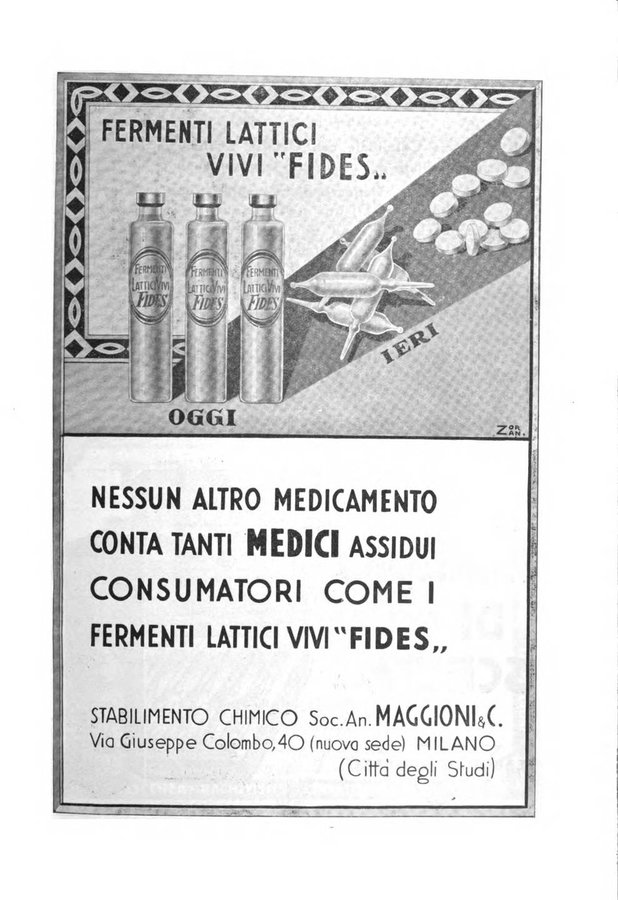 FERMENTI LATTICI
VIVI "FIDES„
FERMENTI
LATTICI VIVI
FIDES
FERMENTI
LATTICI VIVI
FIDES
FERMENTI
LATTICI VIVI
FIDES
IERI
OGGI
ZOR
AN.
NESSUN ALTRO MEDICAMENTO
CONTA TANTI MEDICI ASSIDUI
CONSUMATORI COME I
FERMENTI LATTICI VIVI "FIDES„
STABILIMENTO CHIMICO Soc. An. MAGGIONI & C.
Via Giuseppe Colombo, 40 (nuova sede) MILANO
(Città degli Studi)